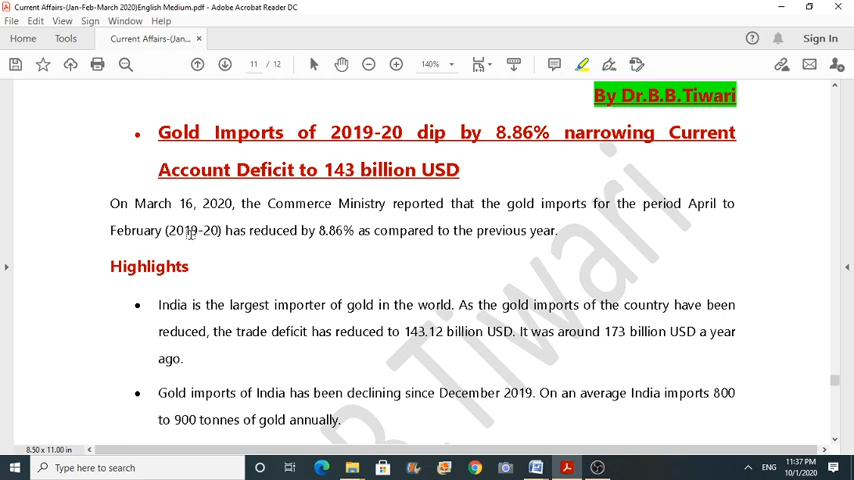 Current Affairs-(Jan-Feb-March 2020)English Medium.pdf - Adobe Acrobat Reader DC
File Edit View Sign Window Help
Home Tools Current Affairs-(Jan-... × Sign In
11 / 12 140%
By Dr.B.B.Tiwari
• Gold Imports of 2019-20 dip by 8.86% narrowing Current
Account Deficit to 143 billion USD
On March 16, 2020, the Commerce Ministry reported that the gold imports for the period April to
February (2019-20) has reduced by 8.86% as compared to the previous year.
Highlights
• India is the largest importer of gold in the world. As the gold imports of the country have been
reduced, the trade deficit has reduced to 143.12 billion USD. It was around 173 billion USD a year
ago.
• Gold imports of India has been declining since December 2019. On an average India imports 800
to 900 tonnes of gold annually.
Tiwari
8.50 x 11.00 in
Type here to search
ENG
11:37 PM
10/1/2020